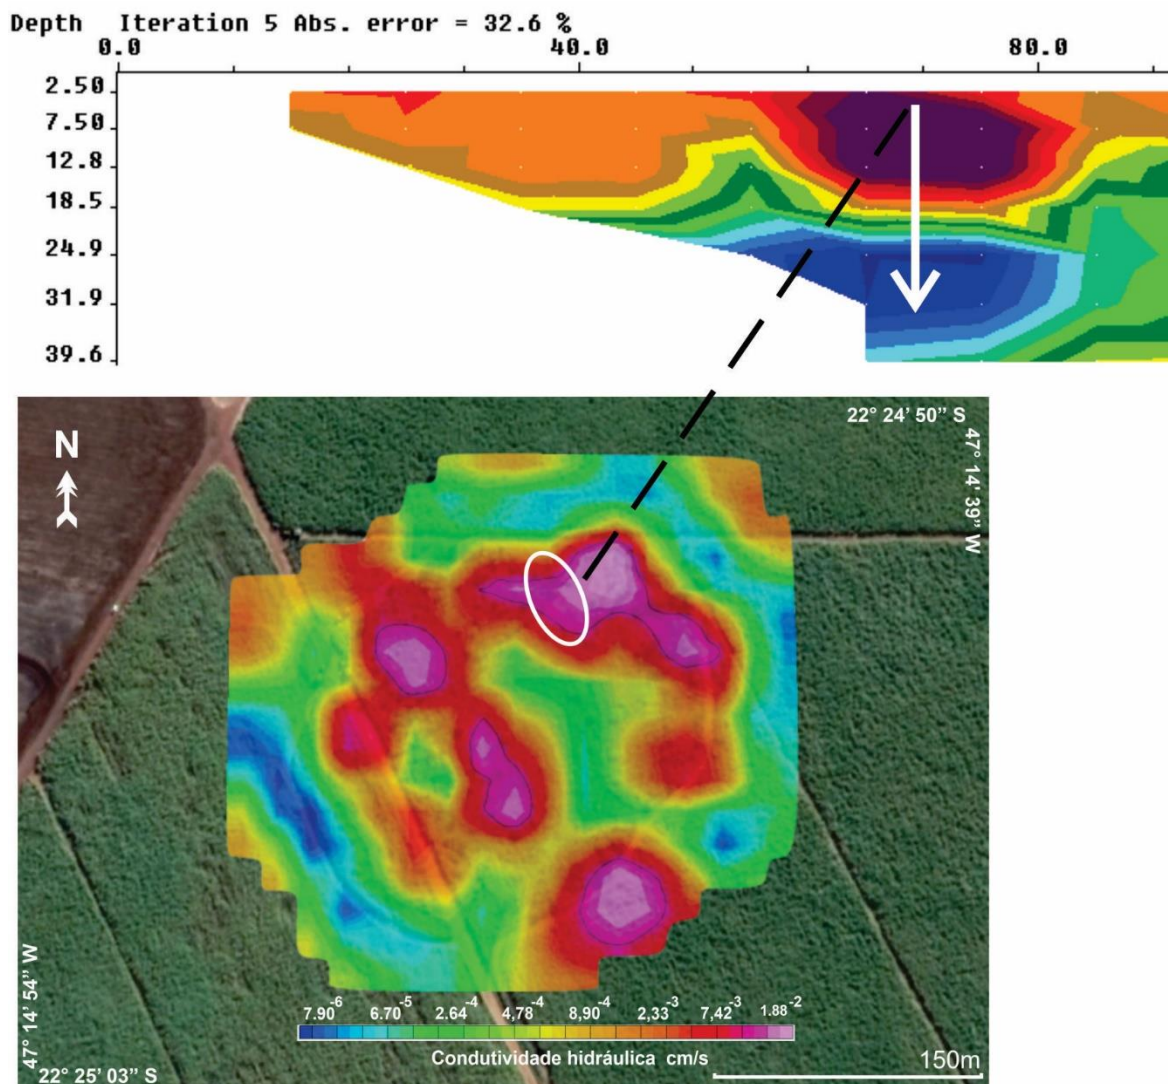 Depth Iteration 5 Abs. error = 32.6 %
0.0 40.0 80.0
2.50
7.50
12.8
18.5
24.9
31.9
39.6
22° 24' 50” S
47° 14' 39” W
N
47° 14' 54” W
22° 25' 03” S
7.90⁻⁶ 6.70⁻⁵ 2.64⁻⁴ 4,78⁻⁴ 8,90⁻⁴ 2,33⁻³ 7,42⁻³ 1.88⁻²
Condutividade hidráulica cm/s
150m